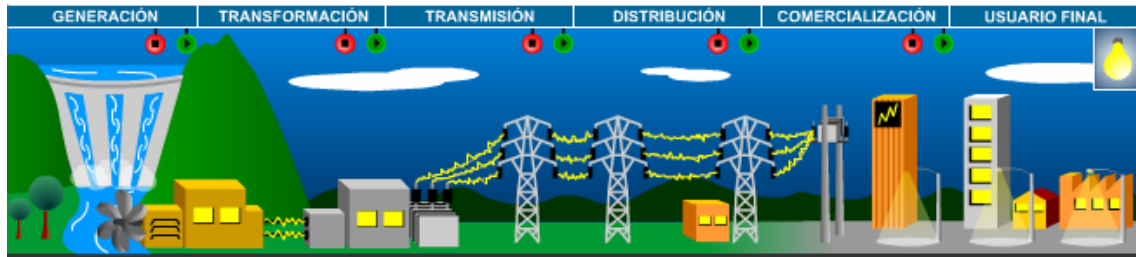 GENERACIÓN
TRANSFORMACIÓN
TRANSMISIÓN
DISTRIBUCIÓN
COMERCIALIZACIÓN
USUARIO FINAL